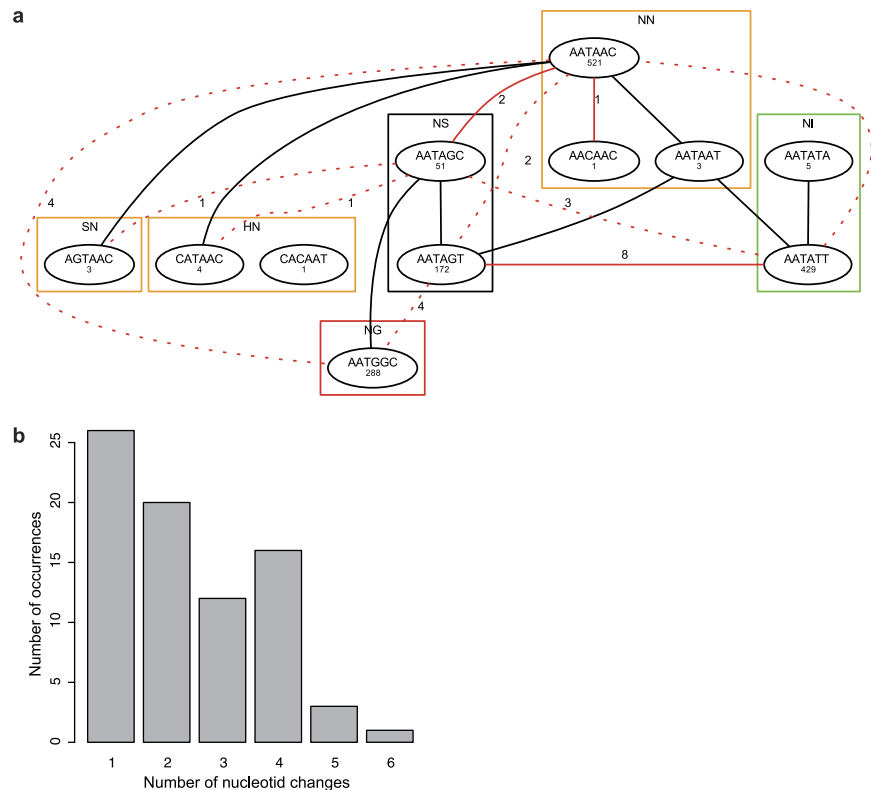 a
NN
AATAAC
521
2
1
NS
NI
AATAGC
51
AACAAC
1
AATAAT
3
AATATA
5
2
4
1
1
3
SN
HN
AGTAAC
3
CATAAC
4
CACAAT
1
AATAGT
172
8
AATATT
429
4
NG
AATGGC
288
b
Number of occurrences
25
20
15
10
5
0
1 2 3 4 5 6
Number of nucleotid changes